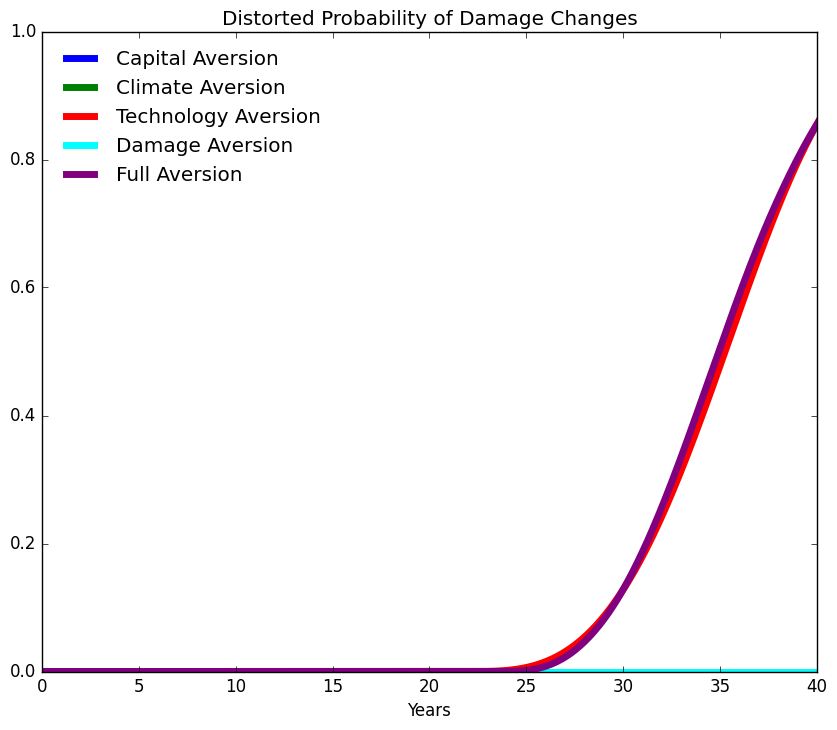 Distorted Probability of Damage Changes
1.0
Capital Aversion
Climate Aversion
Technology Aversion
Damage Aversion
Full Aversion
0.8
0.6
0.4
0.2
0.0
0 5 10 15 20 25 30 35 40
Years